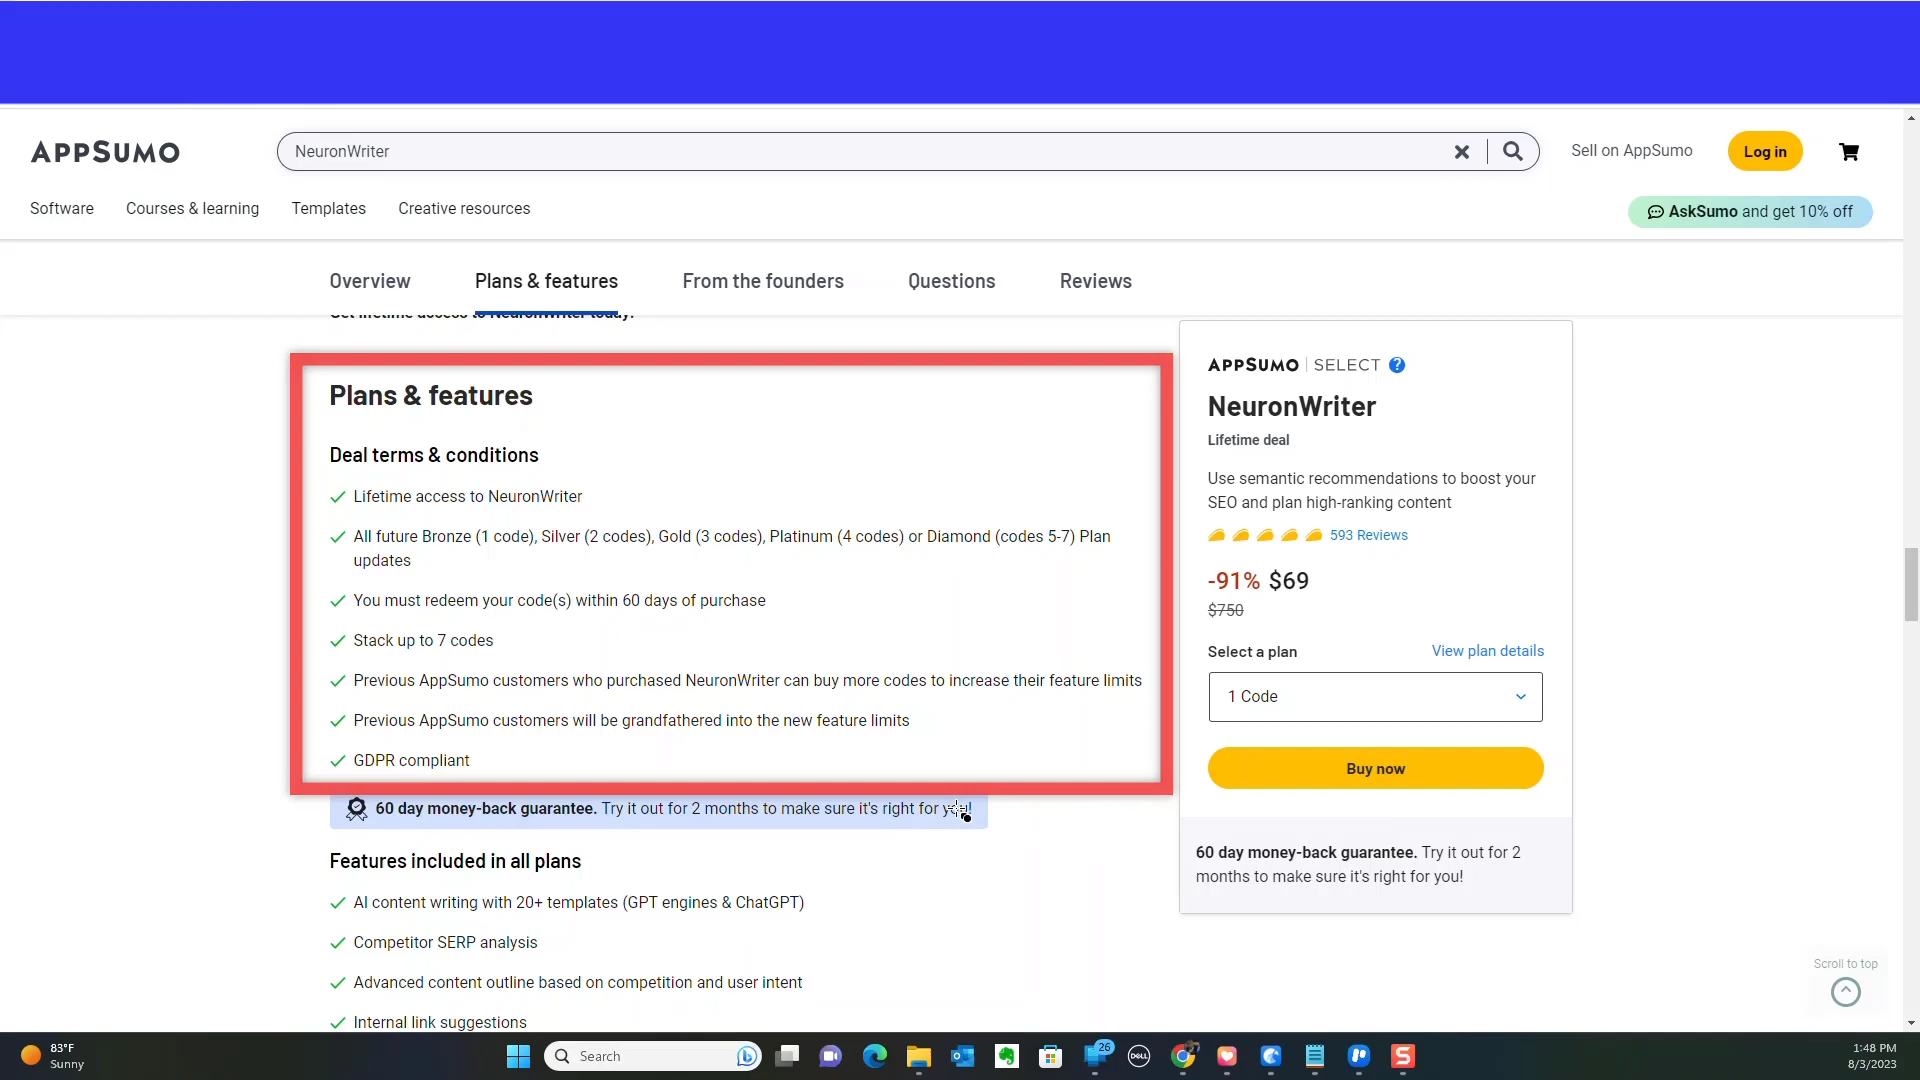 APPSUMO
NeuronWriter
Sell on AppSumo
Log in
Software
Courses & learning
Templates
Creative resources
AskSumo and get 10% off
Overview
Plans & features
From the founders
Questions
Reviews
Get lifetime access to NeuronWriter today!
Plans & features
Deal terms & conditions
Lifetime access to NeuronWriter
All future Bronze (1 code), Silver (2 codes), Gold (3 codes), Platinum (4 codes) or Diamond (codes 5-7) Plan
updates
You must redeem your code(s) within 60 days of purchase
Stack up to 7 codes
Previous AppSumo customers who purchased NeuronWriter can buy more codes to increase their feature limits
Previous AppSumo customers will be grandfathered into the new feature limits
GDPR compliant
60 day money-back guarantee. Try it out for 2 months to make sure it's right for you!
Features included in all plans
AI content writing with 20+ templates (GPT engines & ChatGPT)
Competitor SERP analysis
Advanced content outline based on competition and user intent
Internal link suggestions
APPSUMO | SELECT ?
NeuronWriter
Lifetime deal
Use semantic recommendations to boost your
SEO and plan high-ranking content
593 Reviews
-91% $69
$750
Select a plan
View plan details
1 Code
Buy now
60 day money-back guarantee. Try it out for 2
months to make sure it's right for you!
Scroll to top
83°F
Sunny
Search
26
DELL
1:48 PM
8/3/2023